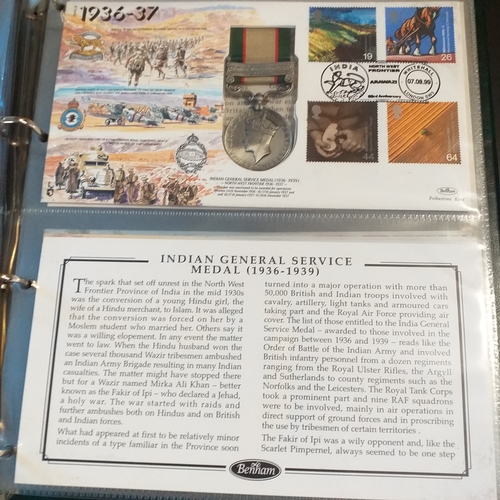 1936-37
INDIA
NORTH WEST
FRONTIER
ARAWAZI
63rd Anniversary
WHITEHALL
07.09.99
LONDON SW1
19
26
44
64
INDIAN GENERAL SERVICE MEDAL (1936-1939)
- NORTH WEST FRONTIER 1936 - 1937 -
Benham
INDIAN GENERAL SERVICE
MEDAL (1936-1939)
The spark that set off unrest in the North West
Frontier Province of India in the mid 1930s
was the conversion of a young Hindu girl, the
wife of a Hindu merchant, to Islam. It was alleged
that the conversion was forced on her by a
Moslem student who married her. Others say it
was a willing elopement. In any event the matter
went to law. When the Hindu husband won the
case several thousand Wazir tribesmen ambushed
an Indian Army Brigade resulting in many Indian
casualties. The matter might have stopped there
but for a Wazir named Mirka Ali Khan – better
known as the Fakir of Ipi – who declared a Jehad,
a holy war. The war started with raids and
further ambushes both on Hindus and on British
and Indian forces.
What had appeared at first to be relatively minor
incidents of a type familiar in the Province soon
turned into a major operation with more than
50,000 British and Indian troops involved with
cavalry, artillery, light tanks and armoured cars
taking part and the Royal Air Force providing air
cover. The list of those entitled to the India General
Service Medal – awarded to those involved in the
campaign between 1936 and 1939 – reads like the
Order of Battle of the Indian Army and involved
British infantry personnel from a dozen regiments
ranging from the Royal Ulster Rifles, the Argyll
and Sutherlands to county regiments such as the
Norfolks and the Leicesters. The Royal Tank Corps
took a prominent part and nine RAF squadrons
were to be involved, mainly in air operations in
direct support of ground forces and in proscribing
the use by tribesmen of certain territories .
The Fakir of Ipi was a wily opponent and, like the
Scarlet Pimpernel, always seemed to be one step
Benham